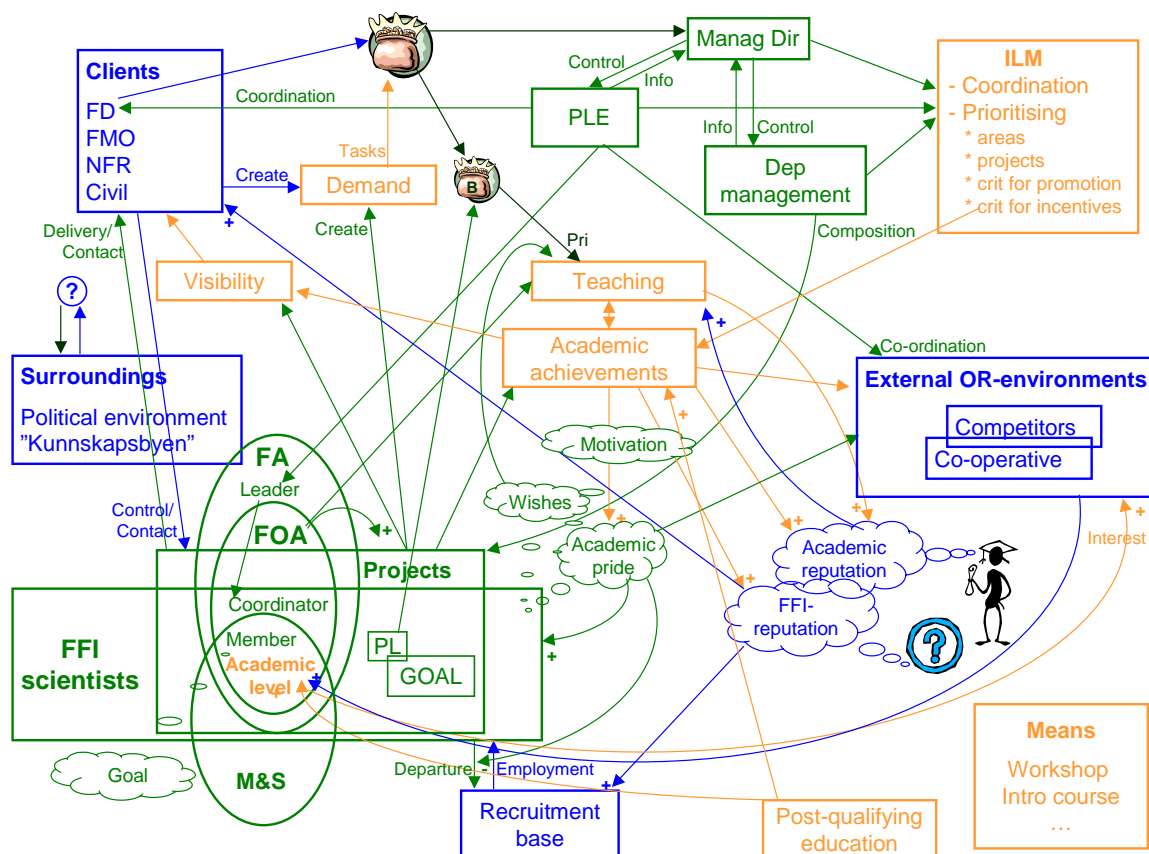 Manag Dir
Clients
FD
FMO
NFR
Civil
Coordination
Control
Info
PLE
Info
Control
Dep
management
ILM
- Coordination
- Prioritising
* areas
* projects
* crit for promotion
* crit for incentives
Tasks
Demand
Create
B
+
Delivery/
Contact
Create
Pri
Composition
Visibility
Teaching
?
+
Academic
achievements
Co-ordination
Surroundings
Political environment
"Kunnskapsbyen"
External OR-environments
Competitors
Co-operative
+
Motivation
FA
Leader
Wishes
Control/
Contact
FOA
+
+
+
+
+
Interest
Projects
Academic
pride
Academic
reputation
+
Coordinator
FFI-
reputation
?
FFI
scientists
Member
Academic
level
+
+
PL
GOAL
+
Goal
M&S
Departure
-
Employment
+
Recruitment
base
Post-qualifying
education
Means
Workshop
Intro course
…